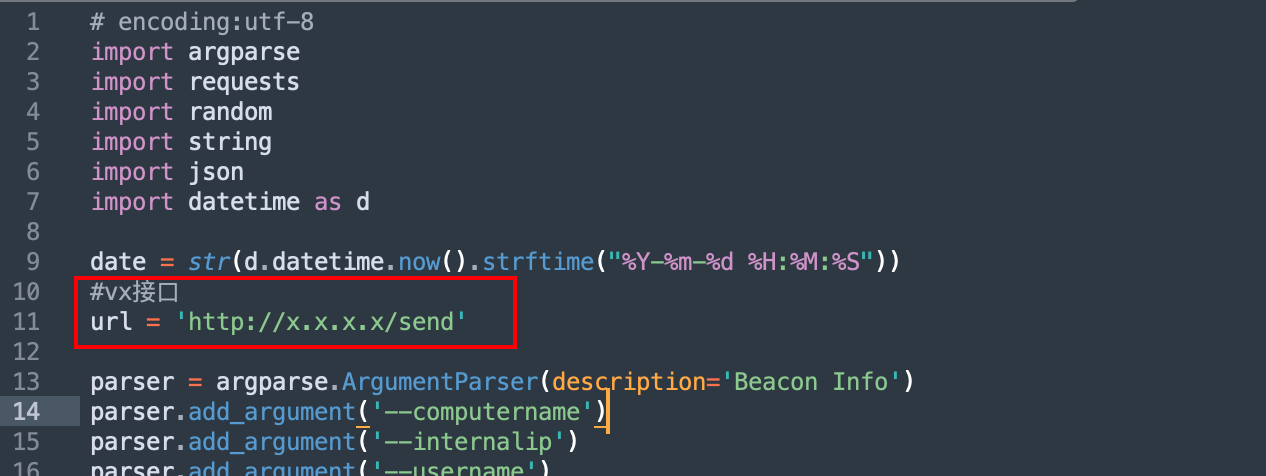 1 # encoding:utf-8
2 import argparse
3 import requests
4 import random
5 import string
6 import json
7 import datetime as d
8
9 date = str(d.datetime.now().strftime("%Y-%m-%d %H:%M:%S"))
10 #vx接口
11 url = 'http://x.x.x.x/send'
12
13 parser = argparse.ArgumentParser(description='Beacon Info')
14 parser.add_argument('--computername')
15 parser.add_argument('--internalip')
16 parser.add_argument('--username')